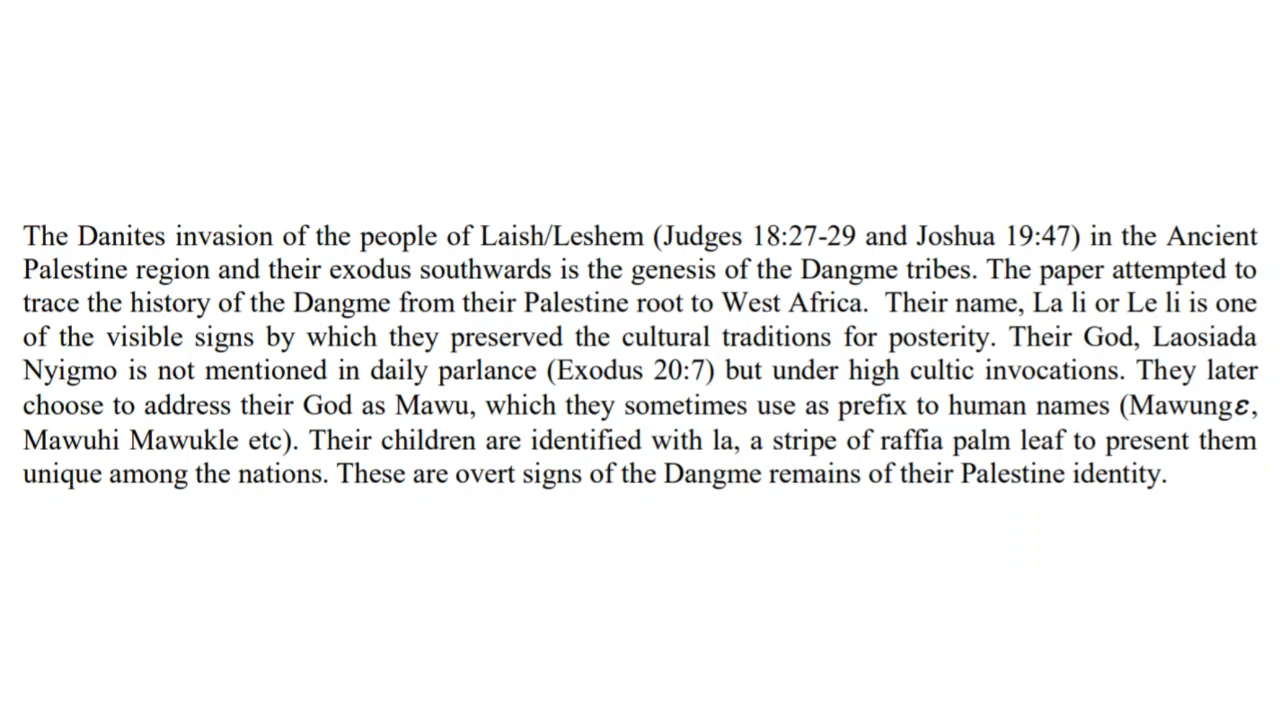 The Danites invasion of the people of Laish/Leshem (Judges 18:27-29 and Joshua 19:47) in the Ancient
Palestine region and their exodus southwards is the genesis of the Dangme tribes. The paper attempted to
trace the history of the Dangme from their Palestine root to West Africa.  Their name, La li or Le li is one
of the visible signs by which they preserved the cultural traditions for posterity. Their God, Laosiada
Nyigmo is not mentioned in daily parlance (Exodus 20:7) but under high cultic invocations. They later
choose to address their God as Mawu, which they sometimes use as prefix to human names (Mawungɛ,
Mawuhi Mawukle etc). Their children are identified with la, a stripe of raffia palm leaf to present them
unique among the nations. These are overt signs of the Dangme remains of their Palestine identity.